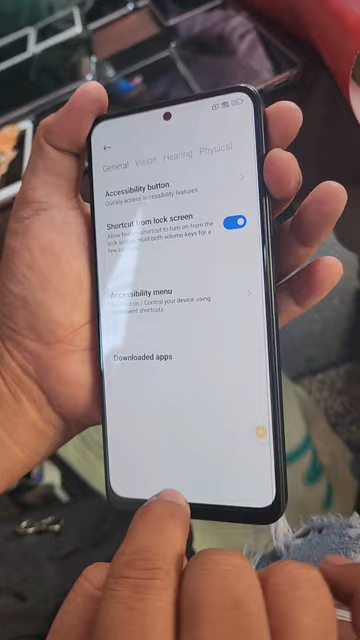 General Vision Hearing Physical
Accessibility button
Quickly access accessibility features
Shortcut from lock screen
Allow shortcut to turn on from the
lock screen. Hold both volume keys for a
few
Accessibility menu
on / Control your device using
shortcuts
Downloaded apps